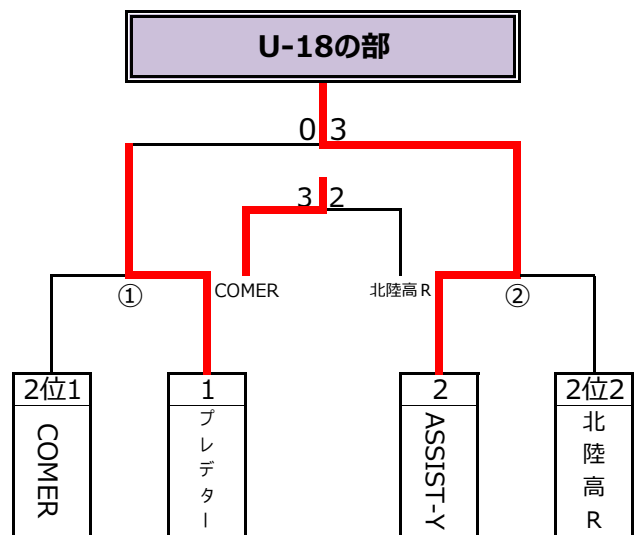 U-18の部
0 3
3 2
① COMER 北陸高R ②
2位1 1 2 2位2
COMER
プレデター
ASSIST-Y
北陸高R